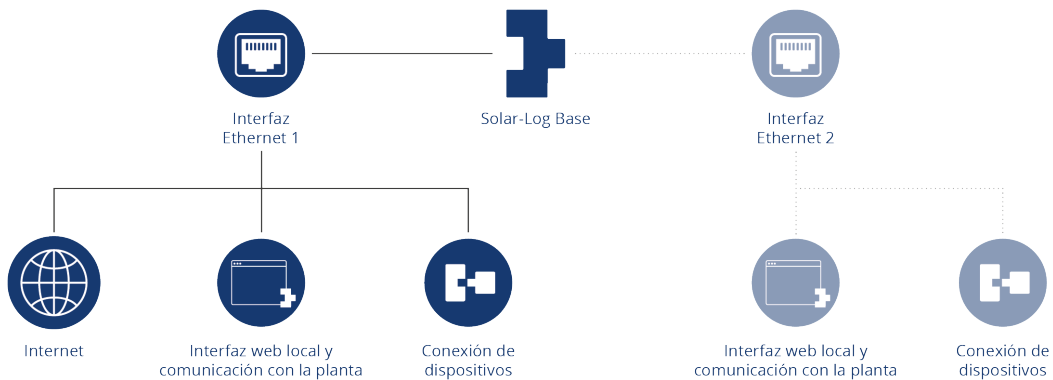 Interfaz
Ethernet 1
Solar-Log Base
Interfaz
Ethernet 2
Internet
Interfaz web local y
comunicación con la planta
Conexión de
dispositivos
Interfaz web local y
comunicación con la planta
Conexión de
dispositivos